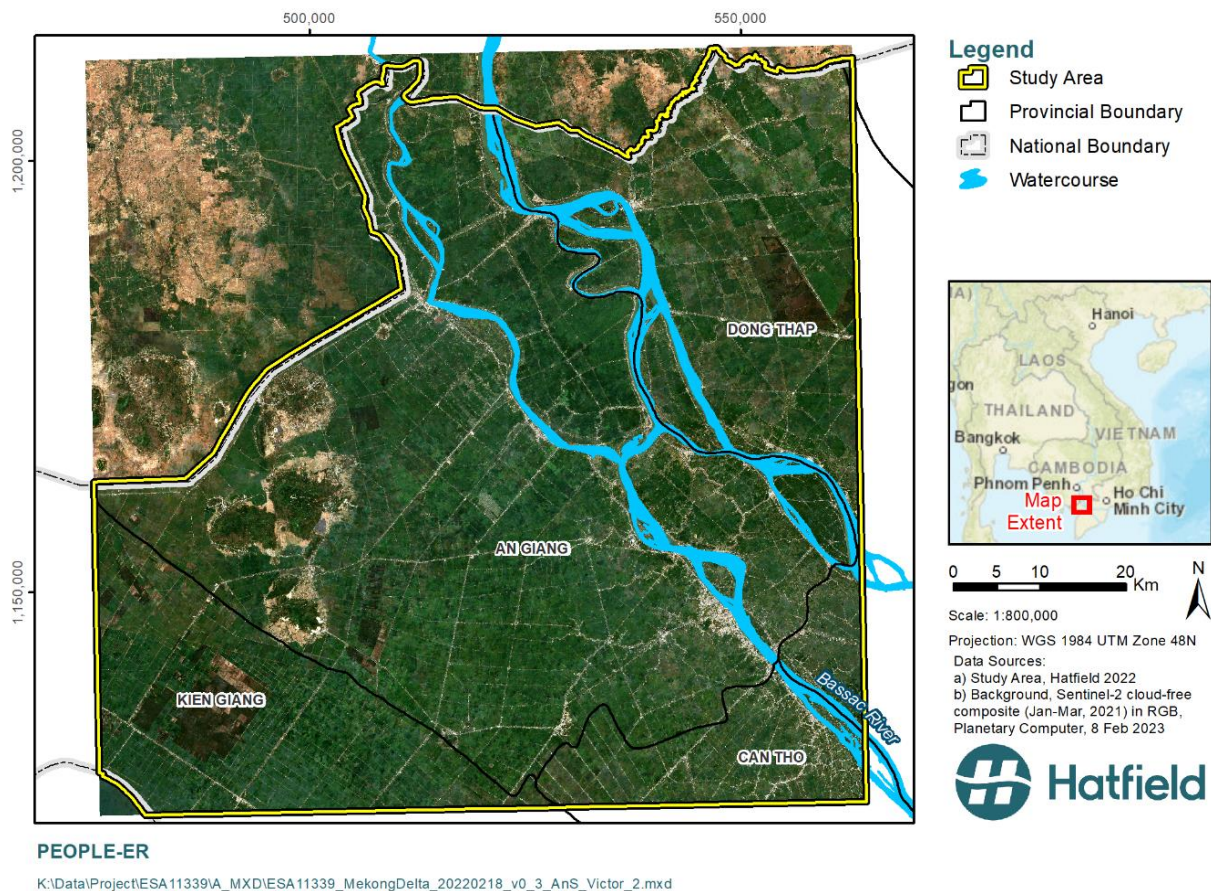 500,000
550,000
1,200,000
1,150,000
DONG THAP
AN GIANG
KIEN GIANG
CAN THO
Bassac River
Legend
Study Area
Provincial Boundary
National Boundary
Watercourse
A)
Hanoi
LAOS
gon
THAILAND
VIETNAM
Bangkok
CAMBODIA
Phnom Penh
Ho Chi
Minh City
Map
Extent
0 5 10 20
Km
N
Scale: 1:800,000
Projection: WGS 1984 UTM Zone 48N
Data Sources:
a) Study Area, Hatfield 2022
b) Background, Sentinel-2 cloud-free
composite (Jan-Mar, 2021) in RGB,
Planetary Computer, 8 Feb 2023
Hatfield
PEOPLE-ER
K:\Data\Project\ESA11339\A_MXD\ESA11339_MekongDelta_20220218_v0_3_AnS_Victor_2.mxd